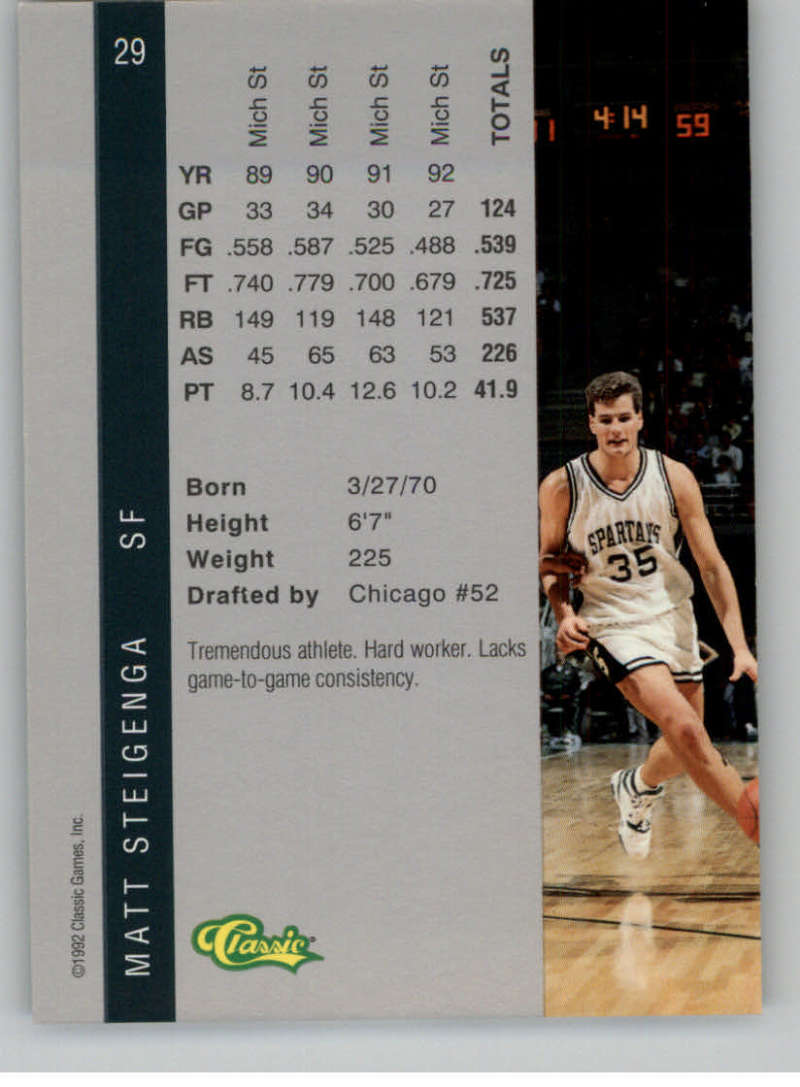 29
Mich St Mich St Mich St Mich St TOTALS
YR 89 90 91 92
GP 33 34 30 27 124
FG .558 .587 .525 .488 .539
FT .740 .779 .700 .679 .725
RB 149 119 148 121 537
AS 45 65 63 53 226
PT 8.7 10.4 12.6 10.2 41.9
Born 3/27/70
Height 6'7"
Weight 225
Drafted by Chicago #52
Tremendous athlete. Hard worker. Lacks
game-to-game consistency.
MATT STEIGENGA SF
©1992 Classic Games, Inc.
Classic®
4:14
59
SPARTANS
35